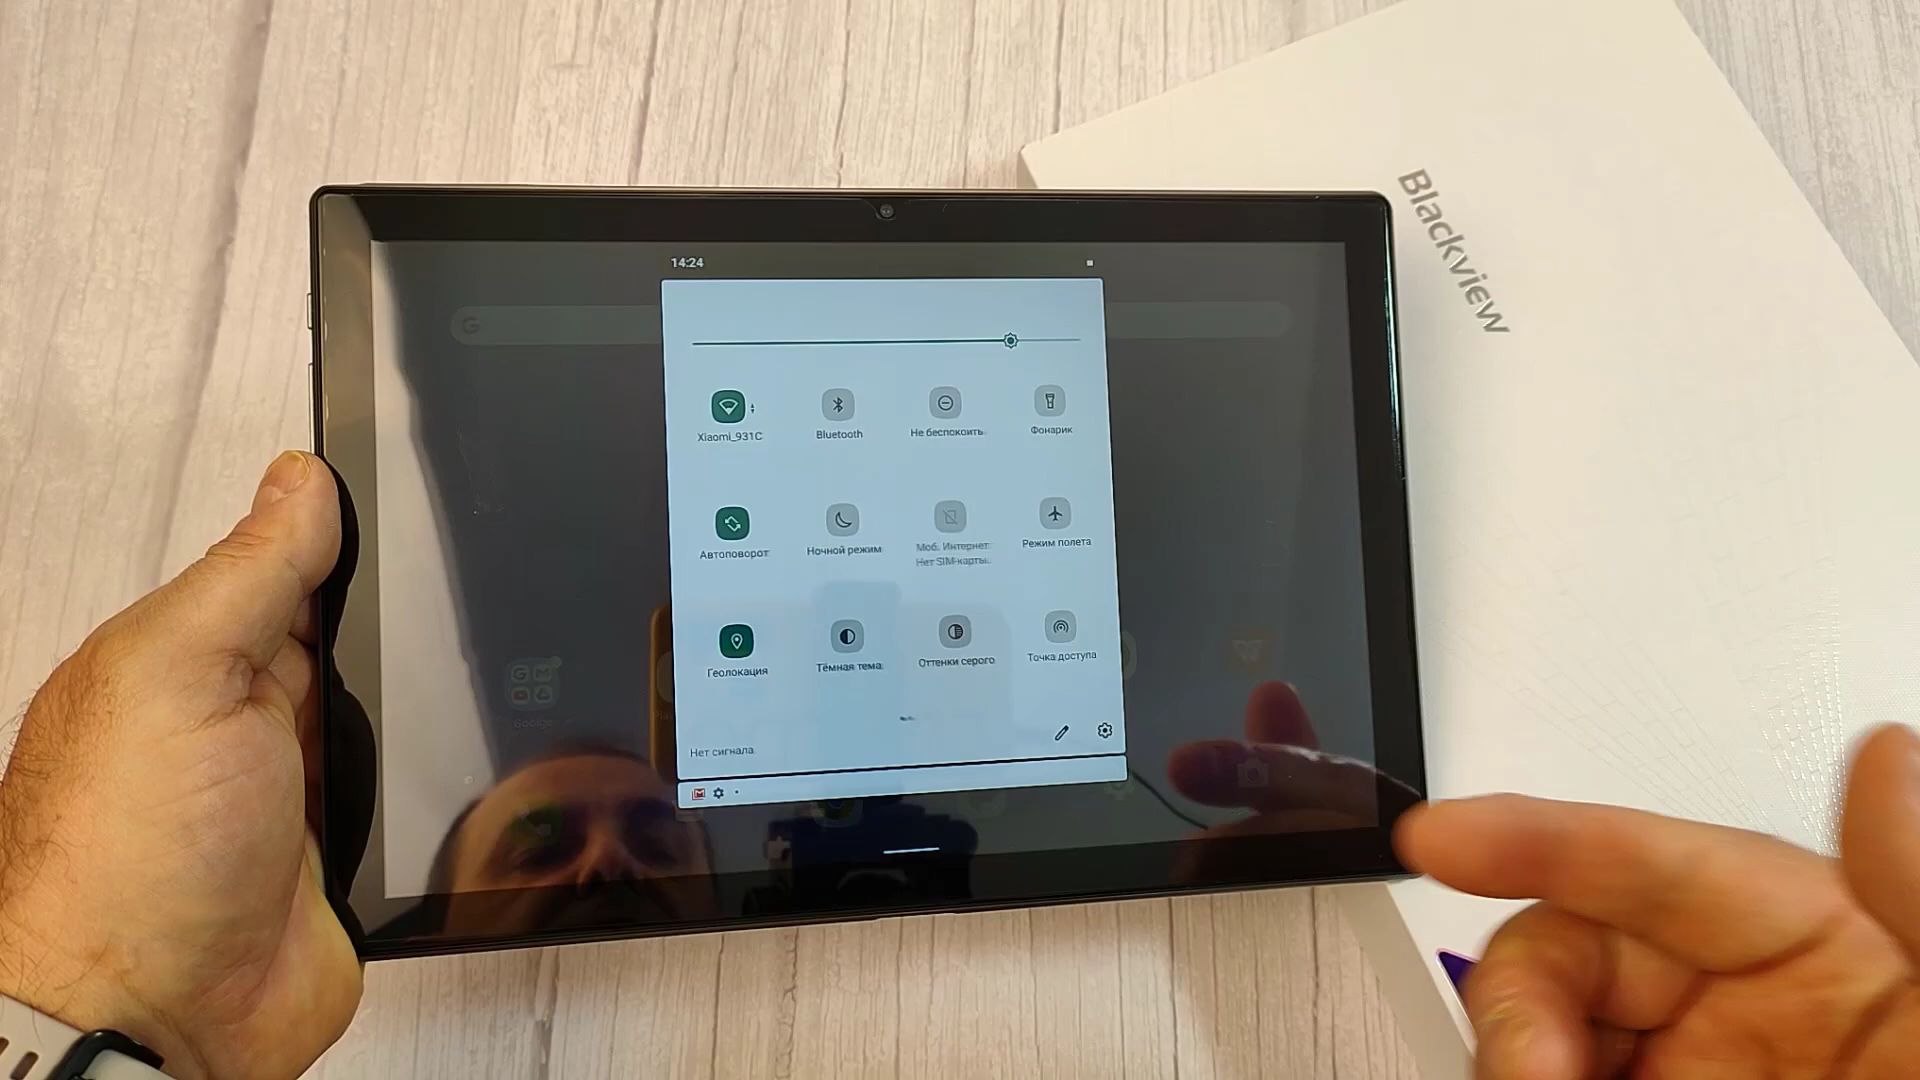 Blackview
14:24
Xiaomi_931C
Bluetooth
Не беспокоить
Фонарик
Автоповорот
Ночной режим
Моб. Интернет
Нет SIM-карты
Режим полета
Геолокация
Тёмная тема
Оттенки серого
Точка доступа
Нет сигнала
Google